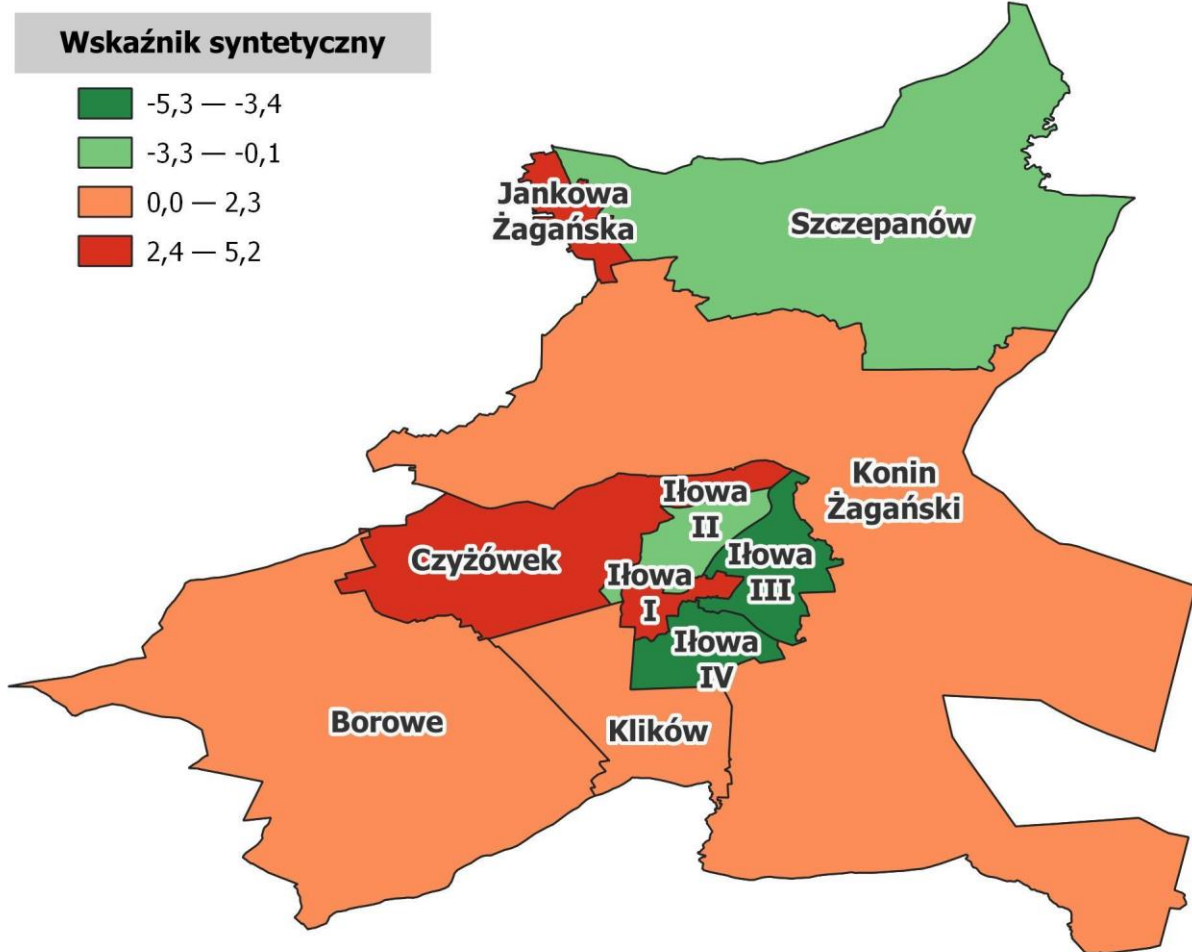 Wskaźnik syntetyczny
-5,3 — -3,4
-3,3 — -0,1
0,0 — 2,3
2,4 — 5,2
Jankowa
Żagańska
Szczepanów
Konin
Żagański
Iłowa
II
Czyżówek
Iłowa
III
Iłowa
I
Iłowa
IV
Borowe
Klików